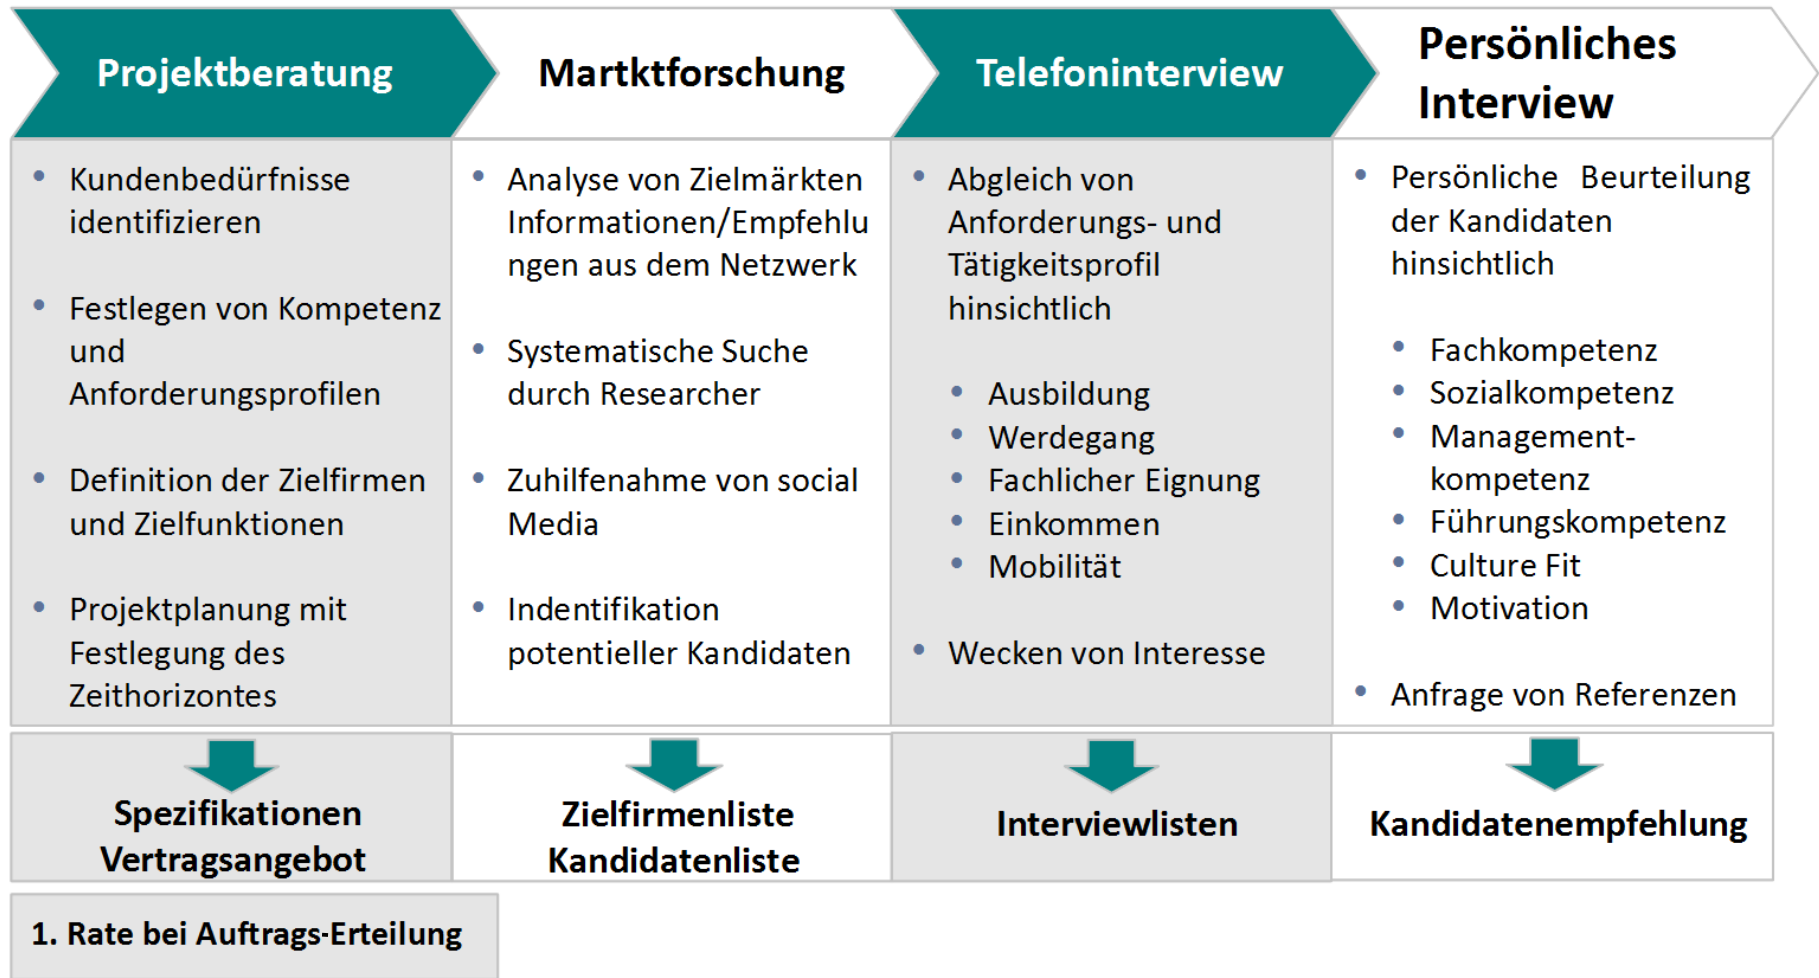 Projektberatung
Martktforschung
Telefoninterview
Persönliches
Interview
• Kundenbedürfnisse
identifizieren
• Festlegen von Kompetenz
und
Anforderungsprofilen
• Definition der Zielfirmen
und Zielfunktionen
• Projektplanung mit
Festlegung des
Zeithorizontes
• Analyse von Zielmärkten
Informationen/Empfehlu
ngen aus dem Netzwerk
• Systematische Suche
durch Researcher
• Zuhilfenahme von social
Media
• Indentifikation
potentieller Kandidaten
• Abgleich von
Anforderungs- und
Tätigkeitsprofil
hinsichtlich
• Ausbildung
• Werdegang
• Fachlicher Eignung
• Einkommen
• Mobilität
• Wecken von Interesse
• Persönliche Beurteilung
der Kandidaten
hinsichtlich
• Fachkompetenz
• Sozialkompetenz
• Management-
kompetenz
• Führungskompetenz
• Culture Fit
• Motivation
• Anfrage von Referenzen
Spezifikationen
Vertragsangebot
Zielfirmenliste
Kandidatenliste
Interviewlisten
Kandidatenempfehlung
1. Rate bei Auftrags-Erteilung